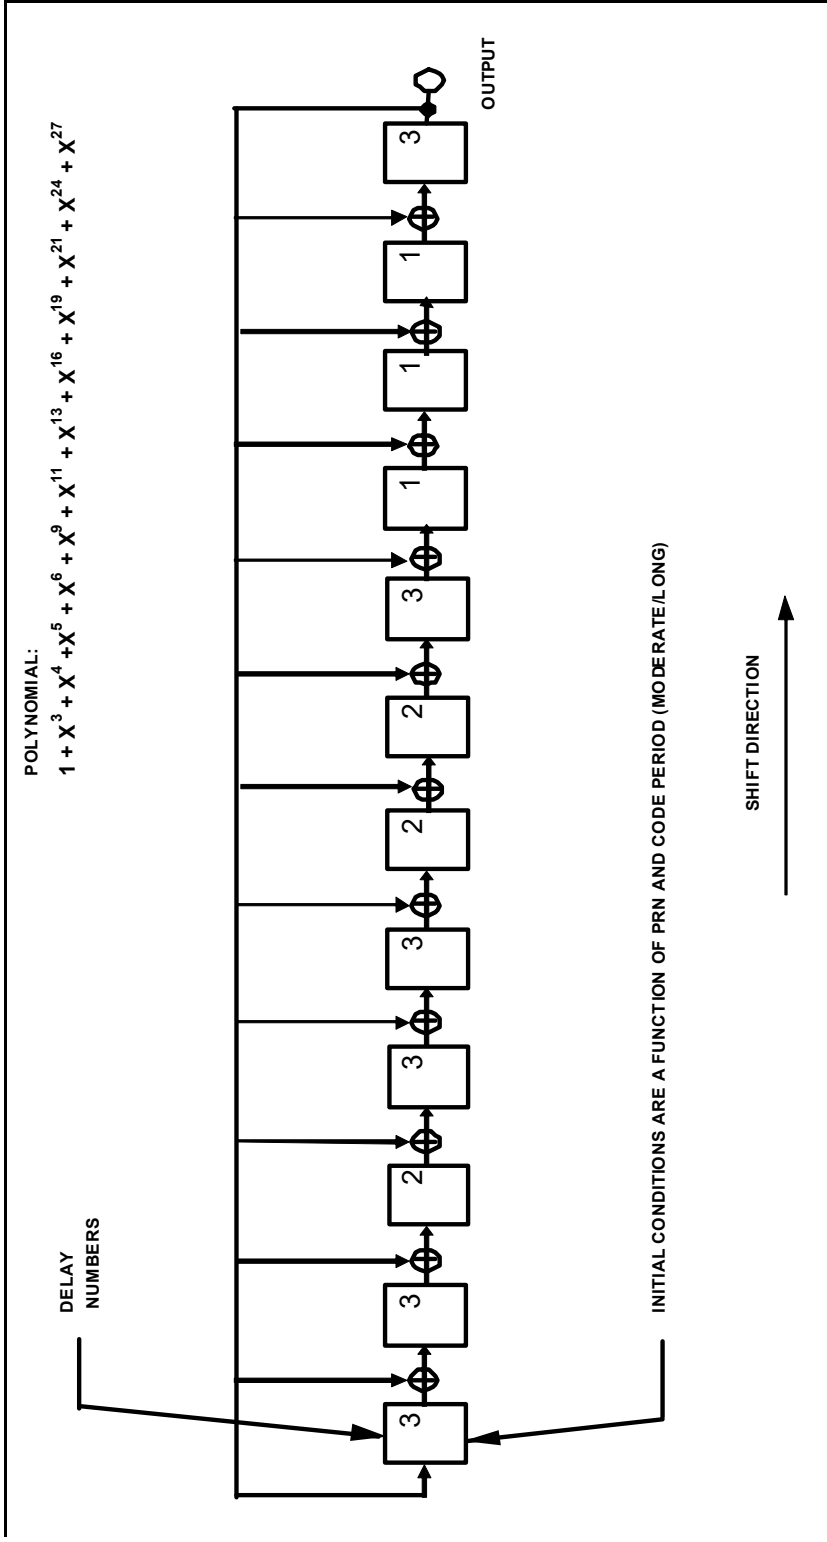 POLYNOMIAL:
1 + X³ + X⁴ +X⁵ + X⁶ + X⁹ + X¹¹ + X¹³ + X¹⁶ + X¹⁹ + X²¹ + X²⁴ + X²⁷
DELAY
NUMBERS
3 3 2 3 3 2 2 3 1 1 1 3
OUTPUT
INITIAL CONDITIONS ARE A FUNCTION OF PRN AND CODE PERIOD (MODERATE/LONG)
SHIFT DIRECTION